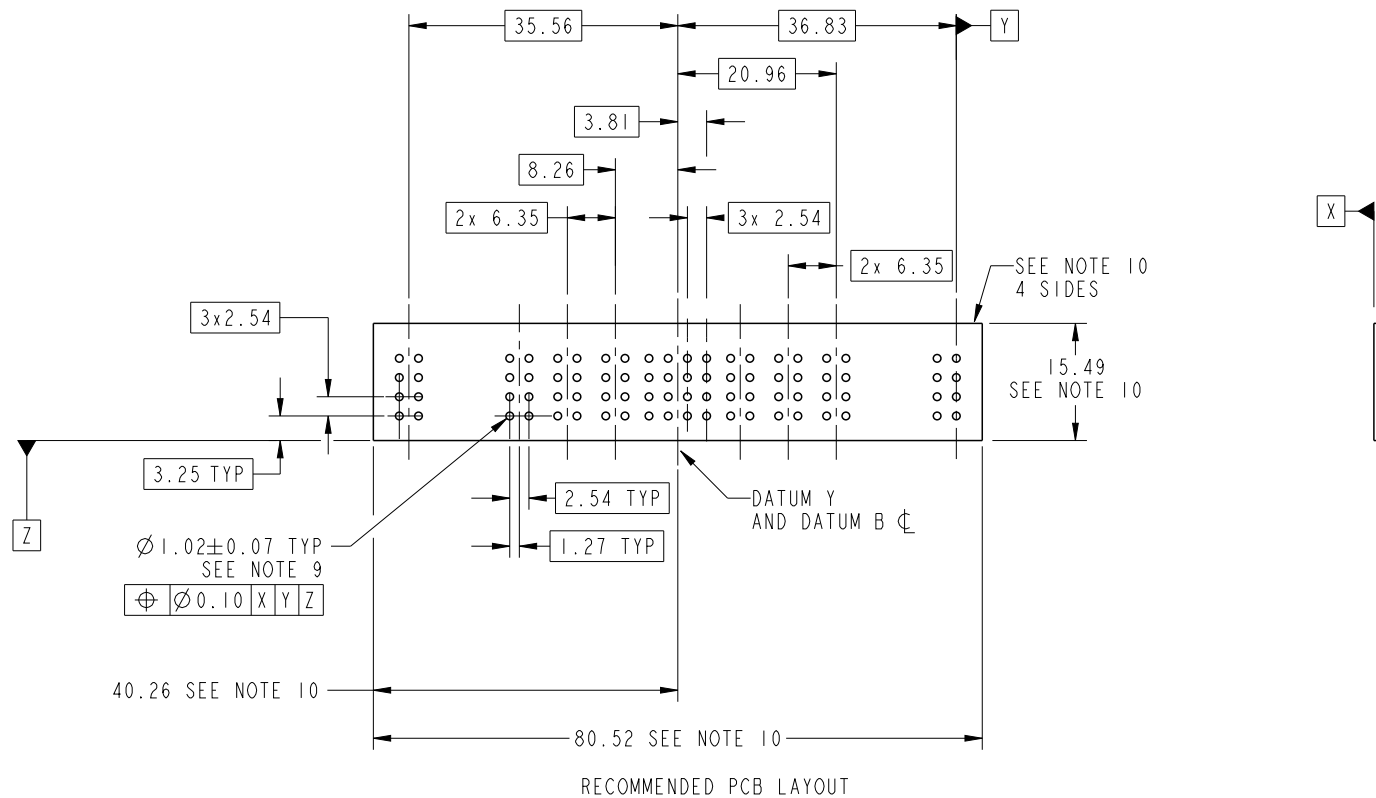 35.56
36.83
Y
20.96
3.81
8.26
2x 6.35
3x 2.54
X
2x 6.35
SEE NOTE 10
4 SIDES
3x2.54
15.49
SEE NOTE 10
3.25 TYP
2.54 TYP
DATUM Y
AND DATUM B ℄
Z
Ø1.02±0.07 TYP
SEE NOTE 9
1.27 TYP
⌖ Ø0.10 X Y Z
40.26 SEE NOTE 10
80.52 SEE NOTE 10
RECOMMENDED PCB LAYOUT